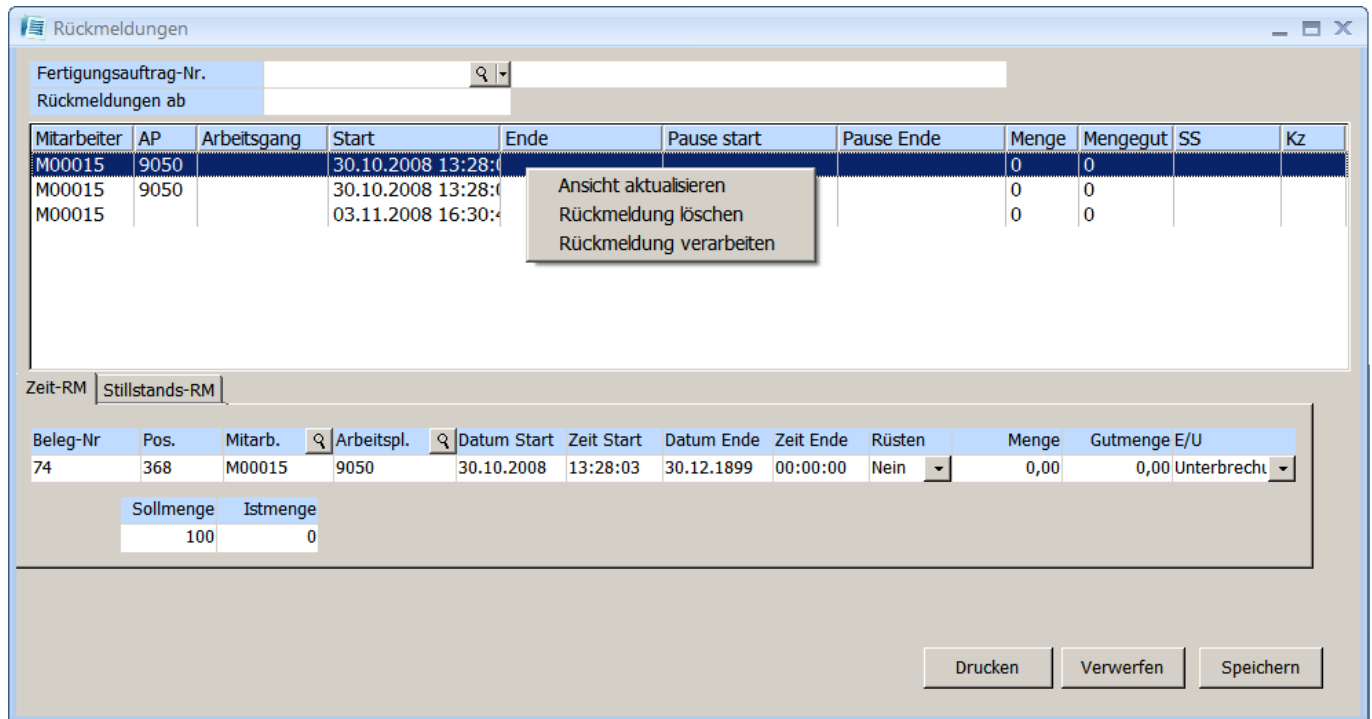 Rückmeldungen
Fertigungsauftrag-Nr.
Rückmeldungen ab
Mitarbeiter AP Arbeitsgang Start Ende Pause start Pause Ende Menge Mengegut SS Kz
M00015 9050 30.10.2008 13:28:0 0 0
M00015 9050 30.10.2008 13:28:0 0 0
M00015 03.11.2008 16:30:4 0 0
Ansicht aktualisieren
Rückmeldung löschen
Rückmeldung verarbeiten
Zeit-RM Stillstands-RM
Beleg-Nr Pos. Mitarb. Arbeitspl. Datum Start Zeit Start Datum Ende Zeit Ende Rüsten Menge Gutmenge E/U
74 368 M00015 9050 30.10.2008 13:28:03 30.12.1899 00:00:00 Nein 0,00 0,00 Unterbrechu
Sollmenge Istmenge
100 0
Drucken Verwerfen Speichern